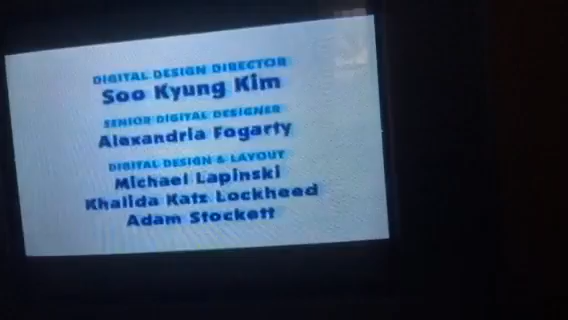 DIGITAL DESIGN DIRECTOR
Soo Kyung Kim
SENIOR DIGITAL DESIGNER
Alexandria Fogarty
DIGITAL DESIGN & LAYOUT
Michael Lapinski
Khalida Katz Lockheed
Adam Stockett